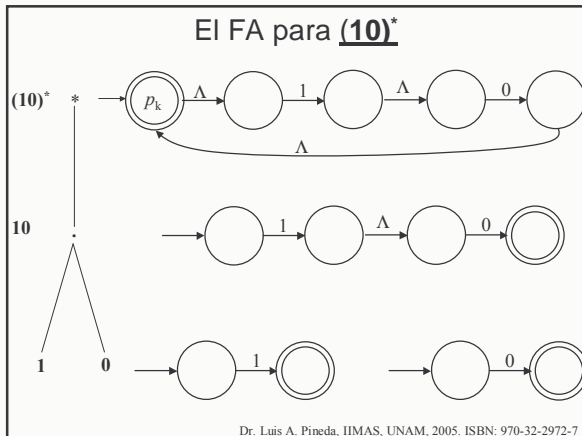 El FA para (10)*
(10)* * pk Λ 1 Λ 0
Λ
10 . 1 Λ 0
1 0 1 0
Dr. Luis A. Pineda, IIMAS, UNAM, 2005. ISBN: 970-32-2972-7